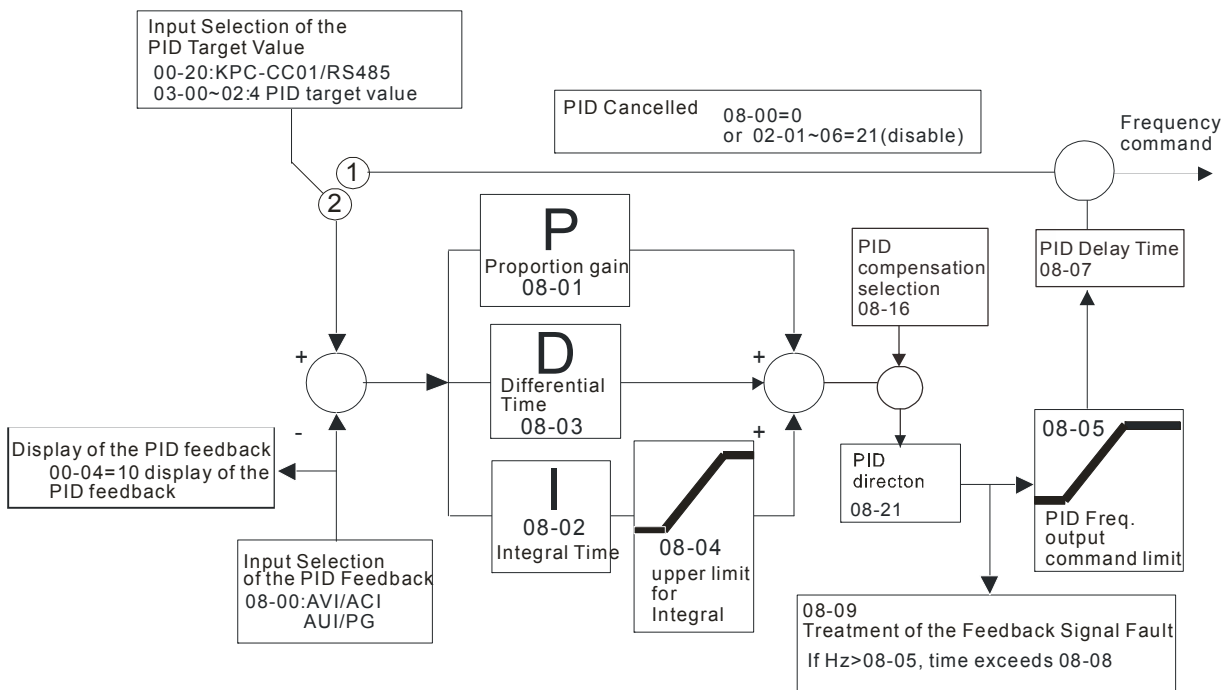 Input Selection of the
PID Target Value
00-20:KPC-CC01/RS485
03-00~02:4 PID target value
PID Cancelled 08-00=0
or 02-01~06=21(disable)
Frequency
command
1
2
P
Proportion gain
08-01
PID
compensation
selection
08-16
PID Delay Time
08-07
+
D
Differential
Time
08-03
+
+
-
Display of the PID feedback
00-04=10 display of the
PID feedback
I
08-02
Integral Time
08-04
upper limit
for
Integral
PID
directon
08-21
08-05
PID Freq.
output
command limit
Input Selection
of the PID Feedback
08-00:AVI/ACI
AUI/PG
08-09
Treatment of the Feedback Signal Fault
If Hz>08-05, time exceeds 08-08